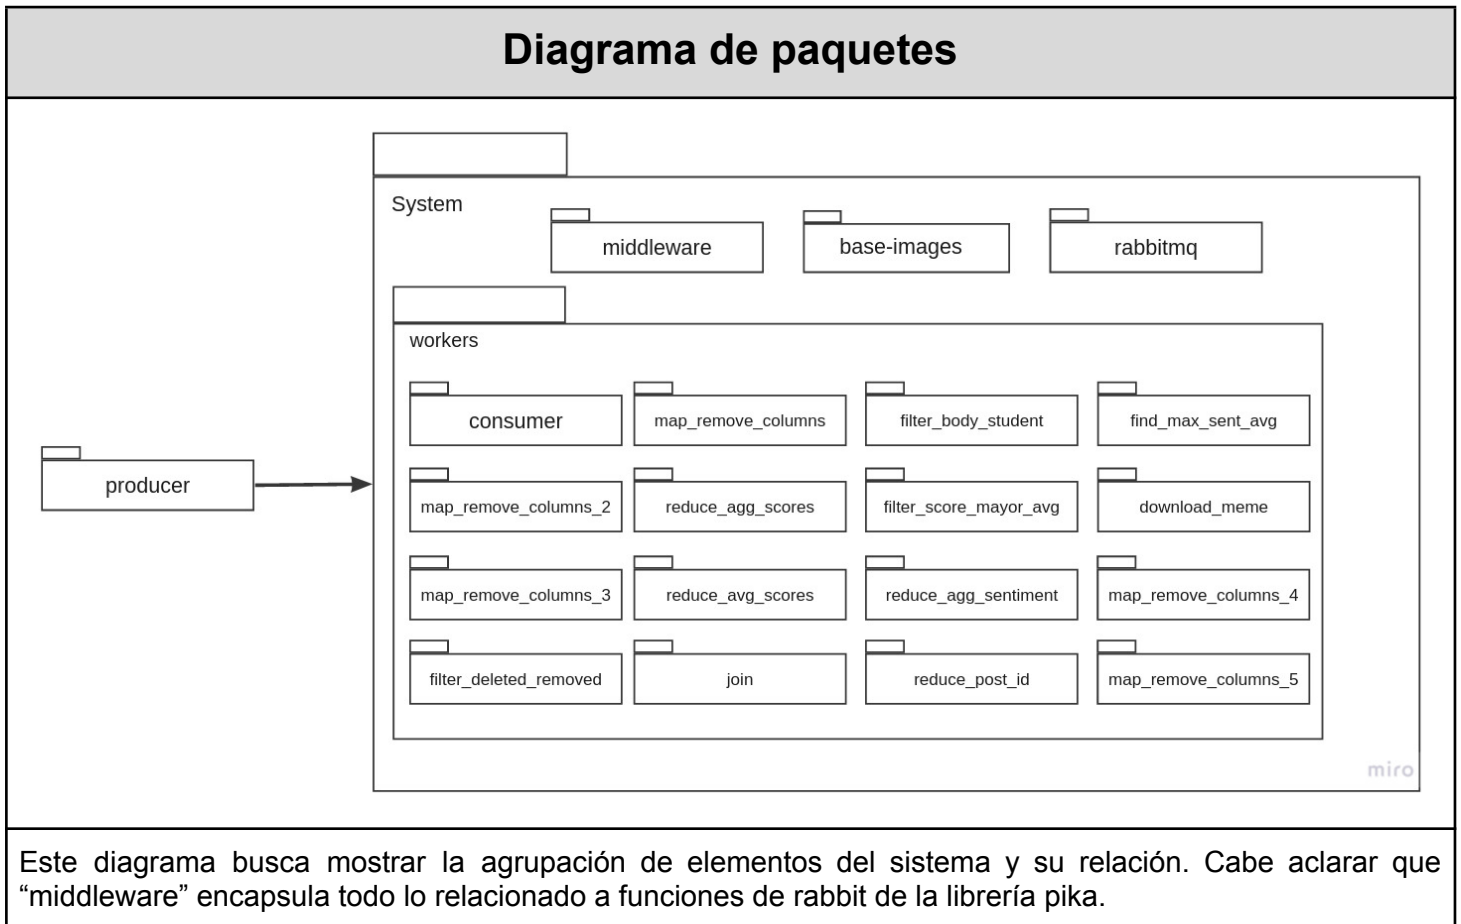 Diagrama de paquetes
System
middleware
base-images
rabbitmq
workers
consumer
map_remove_columns
filter_body_student
find_max_sent_avg
producer
map_remove_columns_2
reduce_agg_scores
filter_score_mayor_avg
download_meme
map_remove_columns_3
reduce_avg_scores
reduce_agg_sentiment
map_remove_columns_4
filter_deleted_removed
join
reduce_post_id
map_remove_columns_5
miro
Este diagrama busca mostrar la agrupación de elementos del sistema y su relación. Cabe aclarar que
“middleware” encapsula todo lo relacionado a funciones de rabbit de la librería pika.